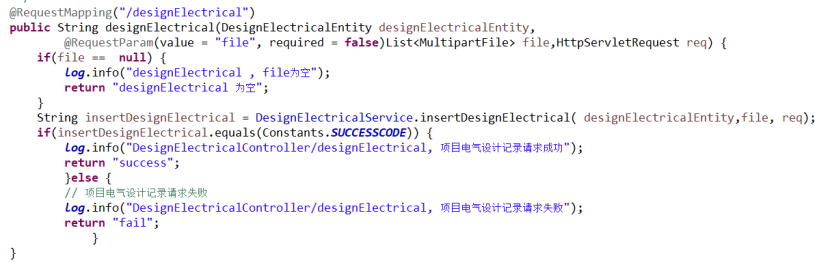 @RequestMapping("/designElectrical")
public String designElectrical(DesignElectricalEntity designElectricalEntity,
@RequestParam(value = "file", required = false)List<MultipartFile> file,HttpServletRequest req) {
if(file ==  null) {
log.info("designElectrical , file为空");
return "designElectrical 为空";
}
String insertDesignElectrical = DesignElectricalService.insertDesignElectrical( designElectricalEntity,file, req);
if(insertDesignElectrical.equals(Constants.SUCCESSCODE)) {
log.info("DesignElectricalController/designElectrical, 项目电气设计记录请求成功");
return "success";
}else {
// 项目电气设计记录请求失败
log.info("DesignElectricalController/designElectrical, 项目电气设计记录请求失败");
return "fail";
}
}